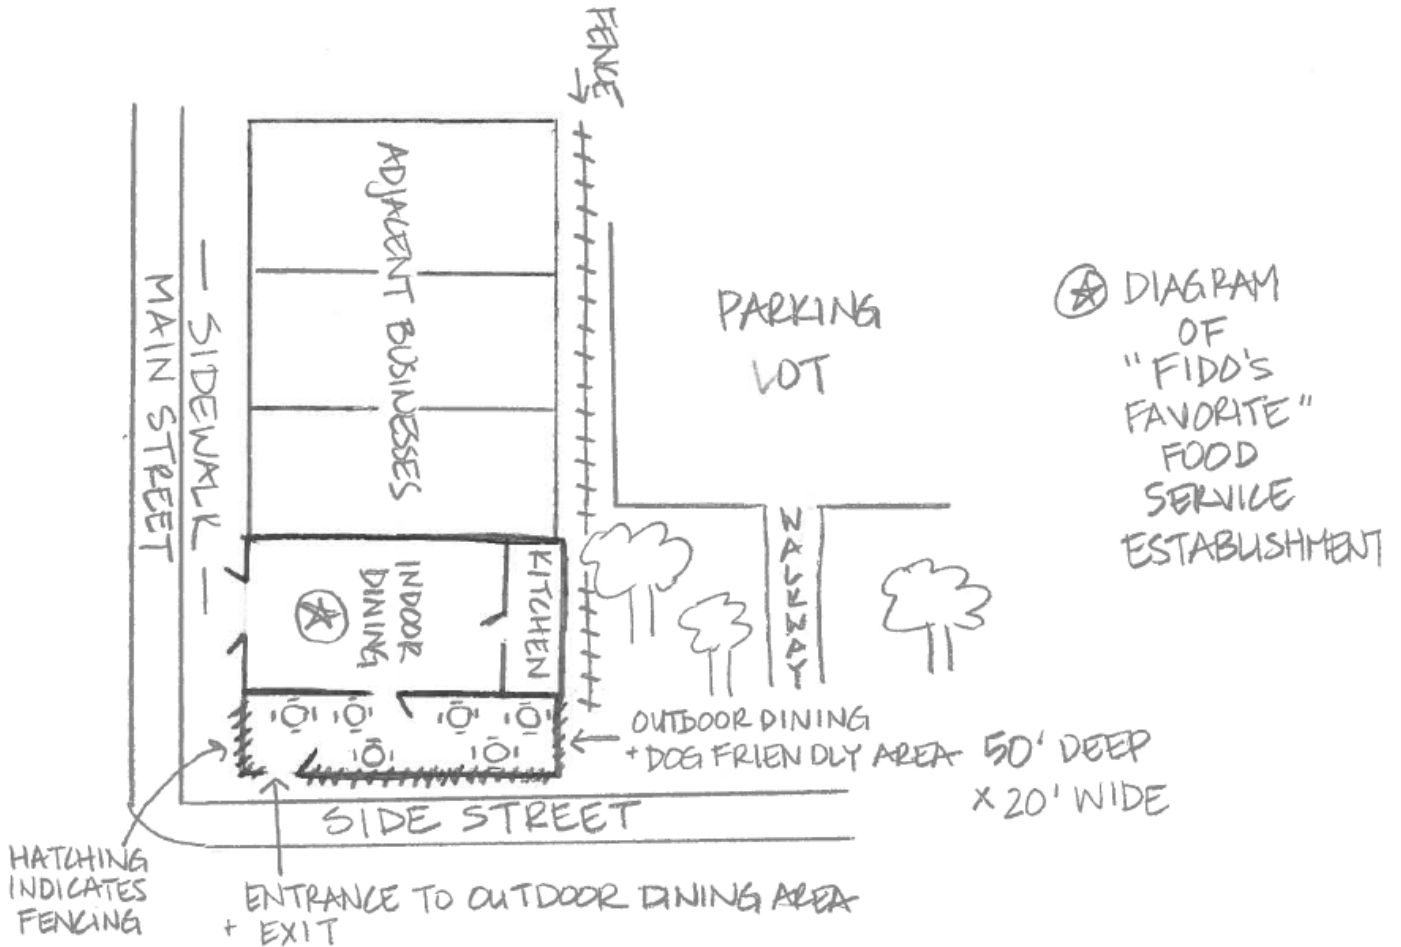 FENCE
ADJACENT BUSINESSES
MAIN STREET
— SIDEWALK —
PARKING
LOT
DIAGRAM
OF
"FIDO'S
FAVORITE"
FOOD
SERVICE
ESTABLISHMENT
WALKWAY
INDOOR
DINING
KITCHEN
OUTDOOR DINING
+ DOG FRIENDLY AREA 50' DEEP
x 20' WIDE
SIDE STREET
HATCHING
INDICATES
FENCING
ENTRANCE TO OUTDOOR DINING AREA
+ EXIT